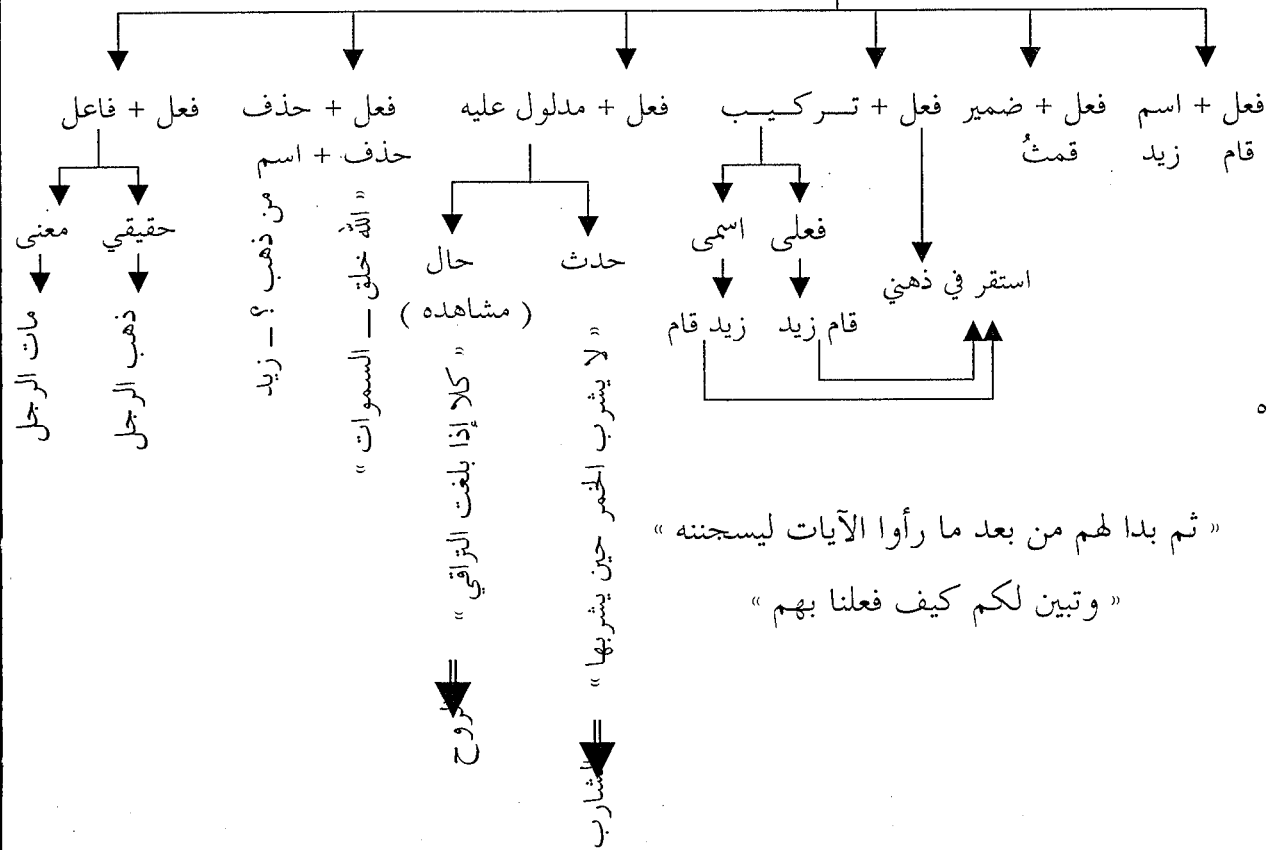 فعل + اسم
قام زيد
فعل + ضمير
قمتُ
فعل + تركيب
استقر في ذهني
فعلى
قام زيد
اسمى
زيد قام
فعل + مدلول عليه
حدث
« لا يشرب الخمر حين يشربها »
الشارب
حال
( مشاهده )
« كلا إذا بلغت التراقي »
الروح
فعل + حذف
حذف + اسم
« الله خلق – السموات »
من ذهب ؟ – زيد
فعل + فاعل
حقيقي
ذهب الرجل
معنى
مات الرجل
٥
« ثم بدا لهم من بعد ما رأوا الآيات ليسجننه »
« وتبين لكم كيف فعلنا بهم »